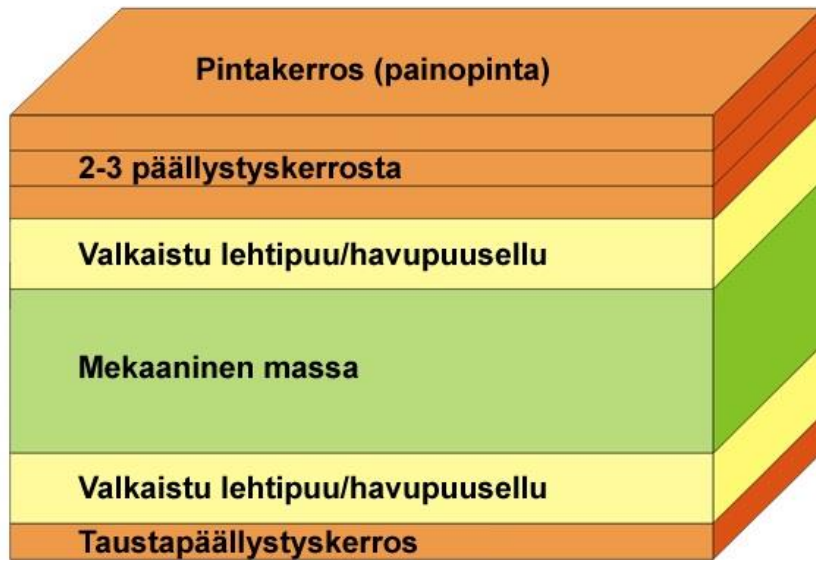 Pintakerros (painopinta)
2-3 päällystyskerrosta
Valkaistu lehtipuu/havupuusellu
Mekaaninen massa
Valkaistu lehtipuu/havupuusellu
Taustapäällystyskerros